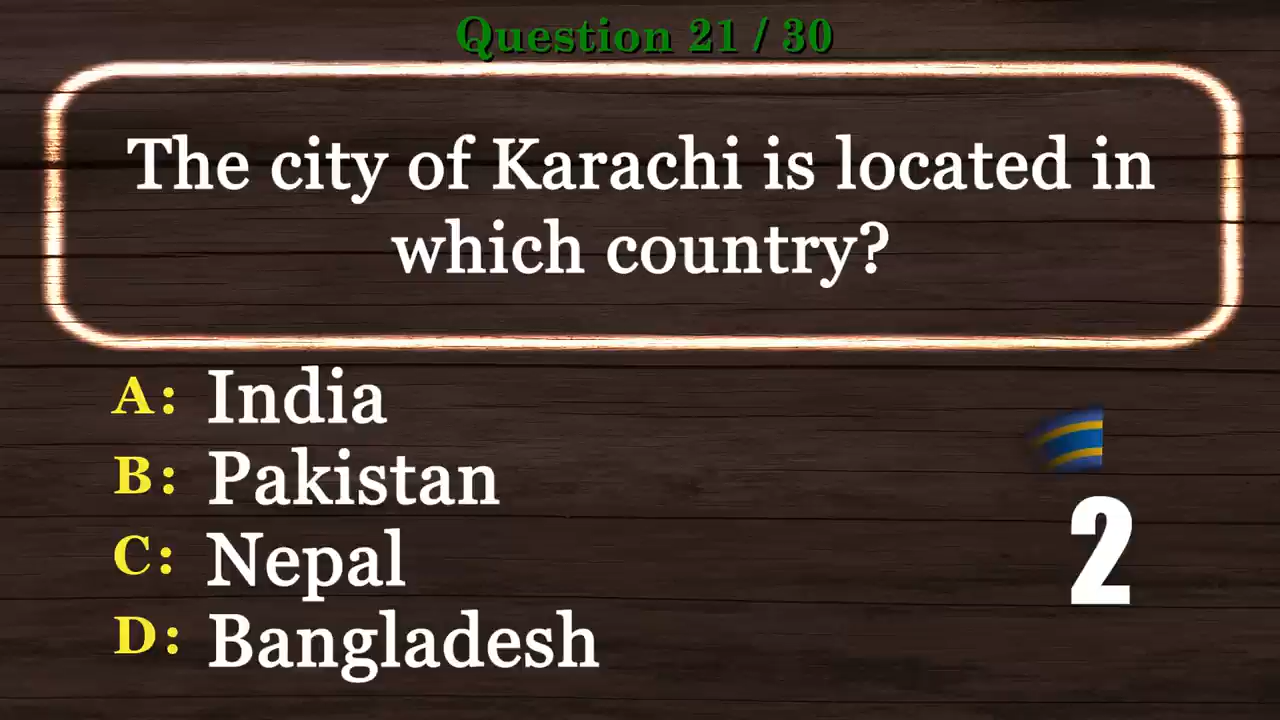 Question 21 / 30
The city of Karachi is located in
which country?
A: India
B: Pakistan
C: Nepal
D: Bangladesh
2